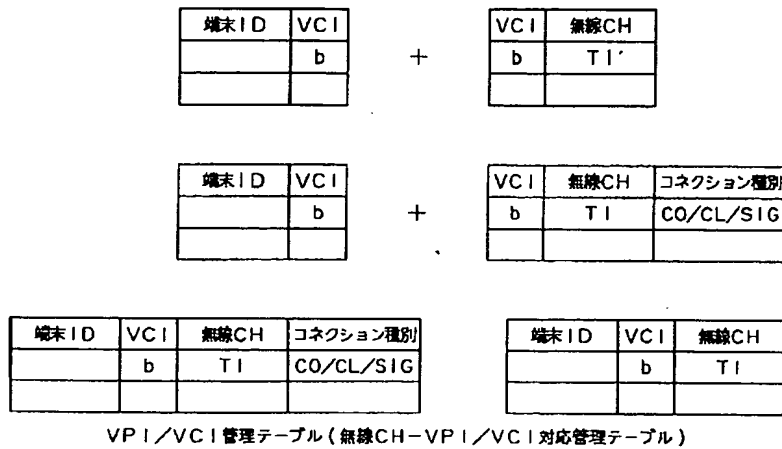 端末ID VCI VCI 無線CH
b + b T1´
端末ID VCI VCI 無線CH コネクション種別
b + b T1 CO/CL/SIG
端末ID VCI 無線CH コネクション種別 端末ID VCI 無線CH
b T1 CO/CL/SIG b T1
VPI/VCI管理テーブル(無線CH-VPI/VCI対応管理テーブル)